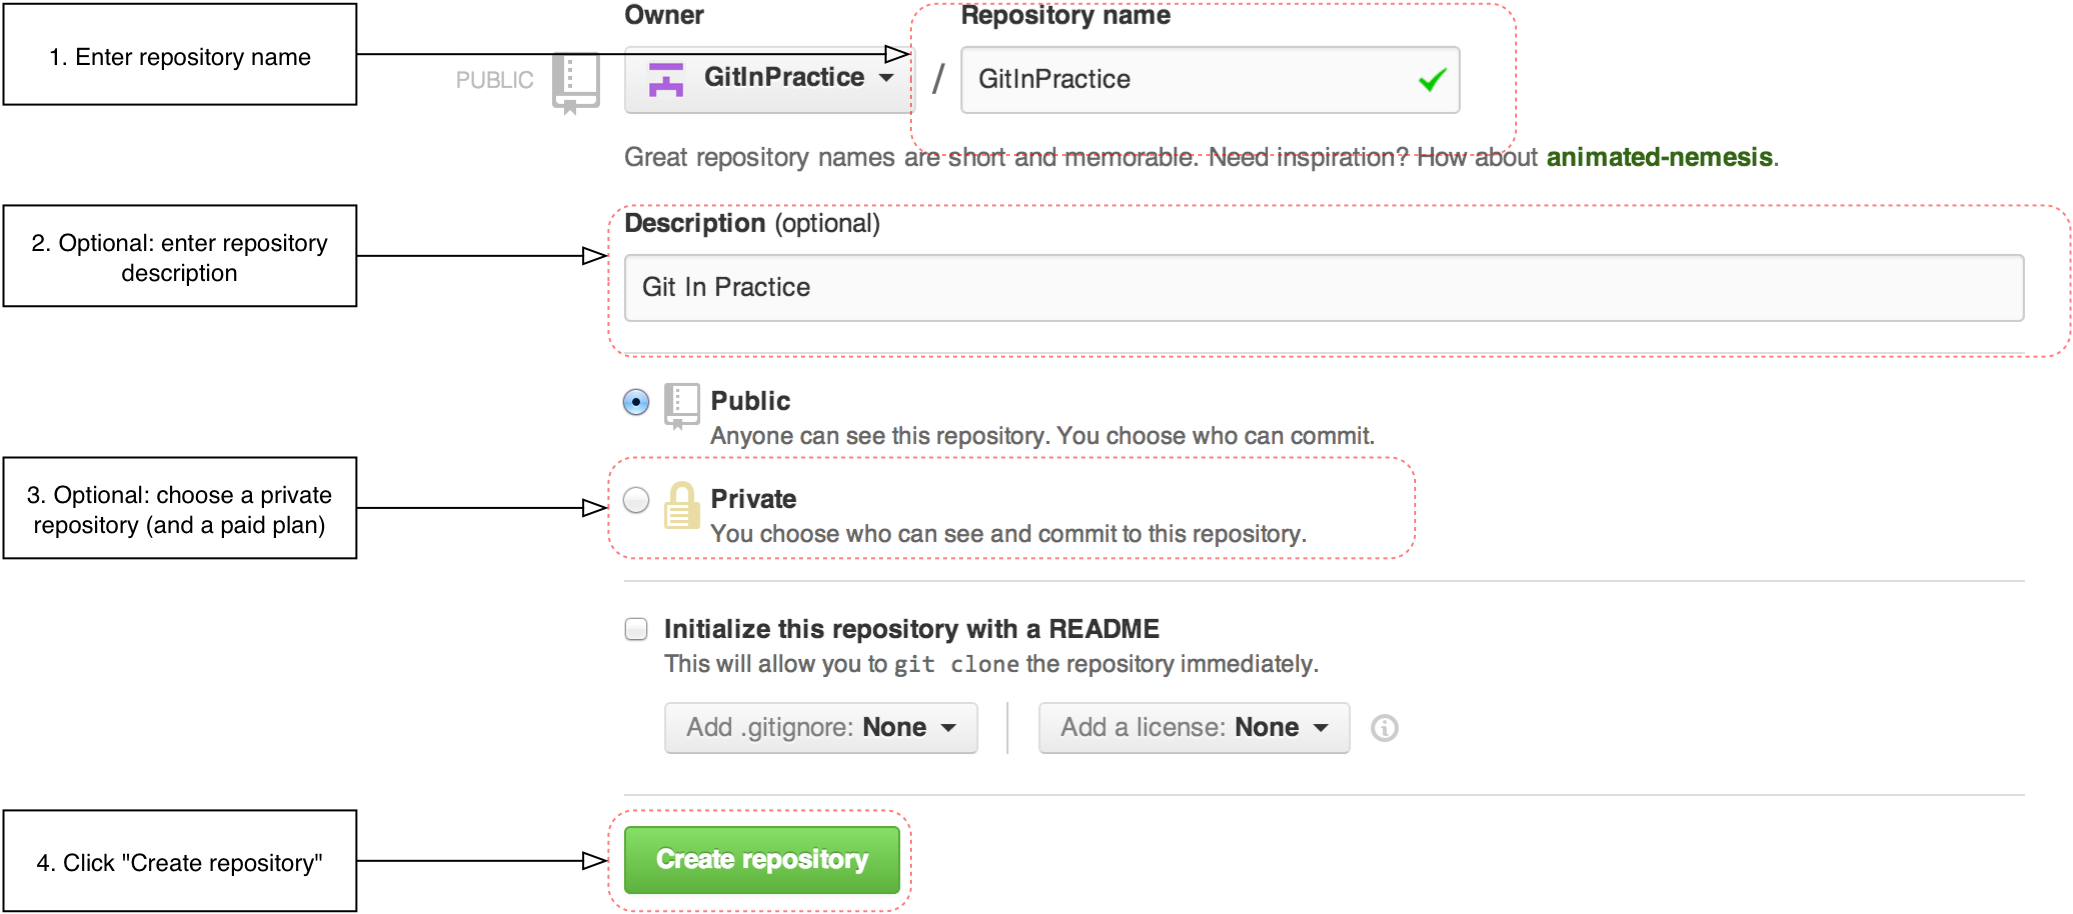 1. Enter repository name
Owner
Repository name
PUBLIC
GitInPractice
/
GitInPractice
Great repository names are short and memorable. Need inspiration? How about animated-nemesis.
2. Optional: enter repository
description
Description (optional)
Git In Practice
Public
Anyone can see this repository. You choose who can commit.
3. Optional: choose a private
repository (and a paid plan)
Private
You choose who can see and commit to this repository.
Initialize this repository with a README
This will allow you to git clone the repository immediately.
Add .gitignore: None
Add a license: None
4. Click "Create repository"
Create repository